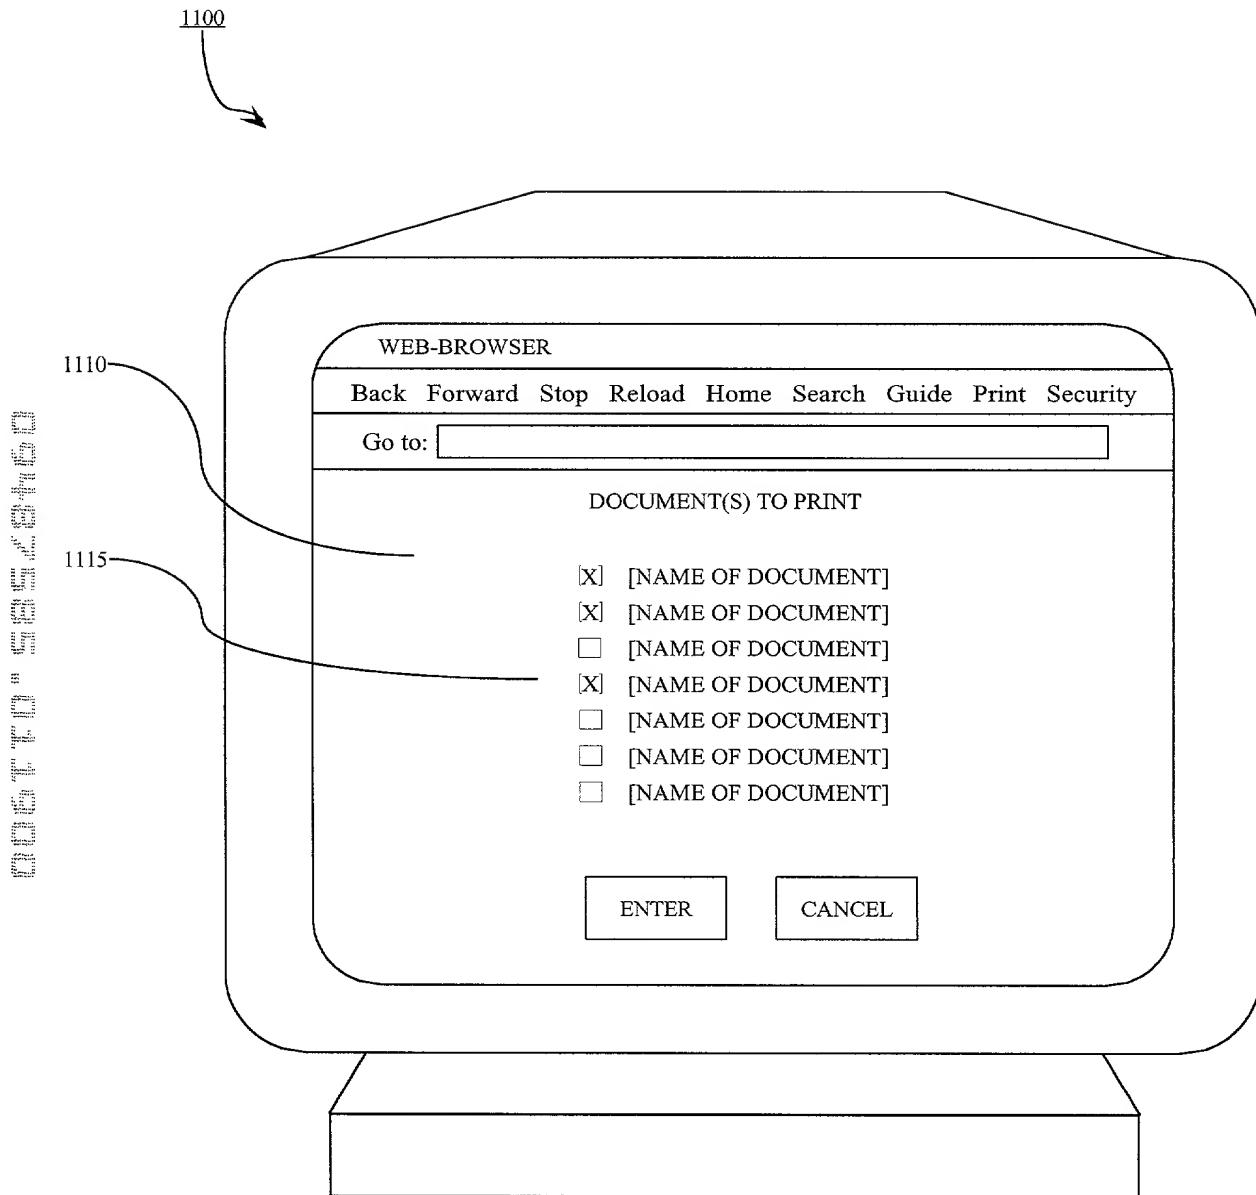 1100
WEB-BROWSER
1110
Back Forward Stop Reload Home Search Guide Print Security
Go to:
DOCUMENT(S) TO PRINT
1115
[X] [NAME OF DOCUMENT]
[X] [NAME OF DOCUMENT]
[NAME OF DOCUMENT]
[X] [NAME OF DOCUMENT]
[NAME OF DOCUMENT]
[NAME OF DOCUMENT]
[NAME OF DOCUMENT]
ENTER CANCEL